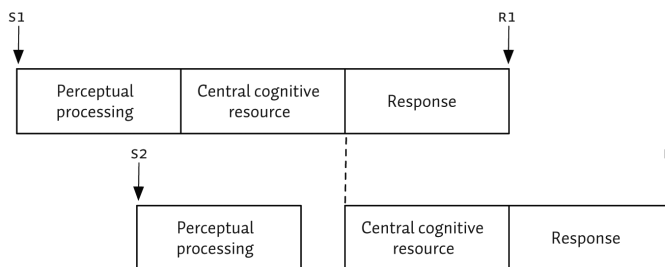 S1
R1
Perceptual
processing
Central cognitive
resource
Response
S2
Perceptual
processing
Central cognitive
resource
Response